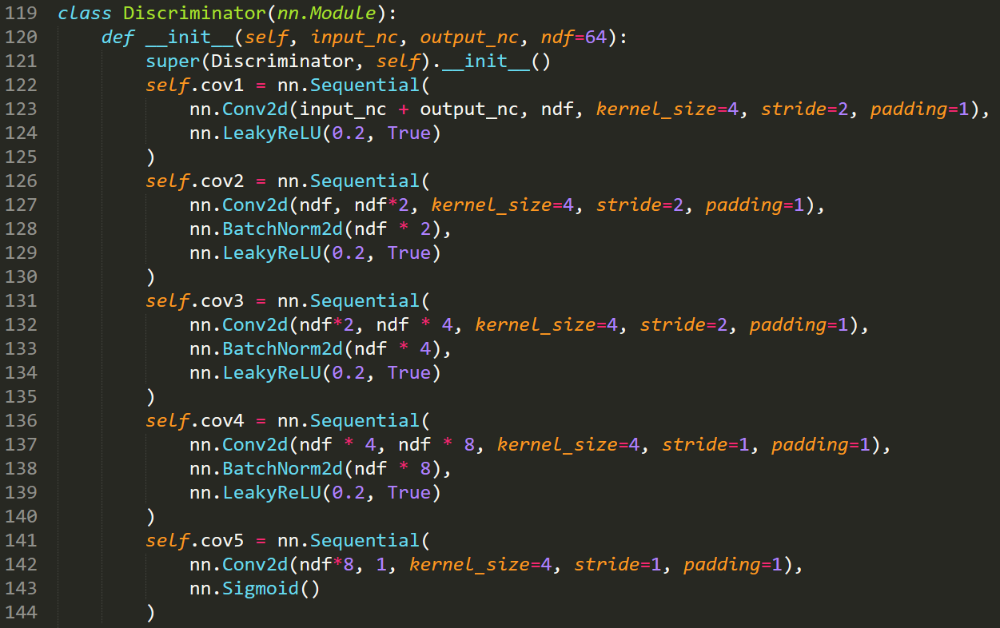 119 class Discriminator(nn.Module):
120     def __init__(self, input_nc, output_nc, ndf=64):
121         super(Discriminator, self).__init__()
122         self.cov1 = nn.Sequential(
123             nn.Conv2d(input_nc + output_nc, ndf, kernel_size=4, stride=2, padding=1),
124             nn.LeakyReLU(0.2, True)
125         )
126         self.cov2 = nn.Sequential(
127             nn.Conv2d(ndf, ndf*2, kernel_size=4, stride=2, padding=1),
128             nn.BatchNorm2d(ndf * 2),
129             nn.LeakyReLU(0.2, True)
130         )
131         self.cov3 = nn.Sequential(
132             nn.Conv2d(ndf*2, ndf * 4, kernel_size=4, stride=2, padding=1),
133             nn.BatchNorm2d(ndf * 4),
134             nn.LeakyReLU(0.2, True)
135         )
136         self.cov4 = nn.Sequential(
137             nn.Conv2d(ndf * 4, ndf * 8, kernel_size=4, stride=1, padding=1),
138             nn.BatchNorm2d(ndf * 8),
139             nn.LeakyReLU(0.2, True)
140         )
141         self.cov5 = nn.Sequential(
142             nn.Conv2d(ndf*8, 1, kernel_size=4, stride=1, padding=1),
143             nn.Sigmoid()
144         )